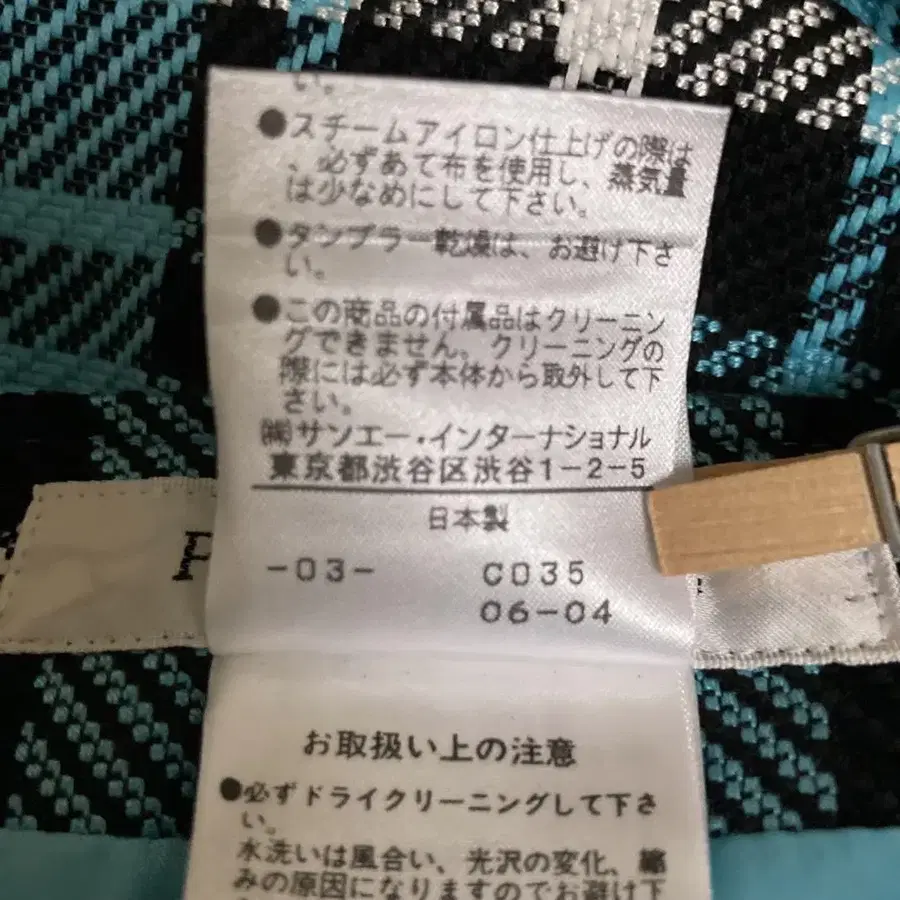 い。
●スチームアイロン仕上げの際は
、必ずあて布を使用し、蒸気量
は少なめにして下さい。
●タンブラー乾燥は、お避け下さ
い。
●この商品の付属品はクリーニン
グできません。クリーニングの
際には必ず本体から取外して下
さい。
㈱サンエー・インターナショナル
東京都渋谷区渋谷1-2-5
日本製
-03- C035
06-04
お取扱い上の注意
●必ずドライクリーニングして下さ
い。
水洗いは風合い、光沢の変化、縮
みの原因になりますのでお避け下